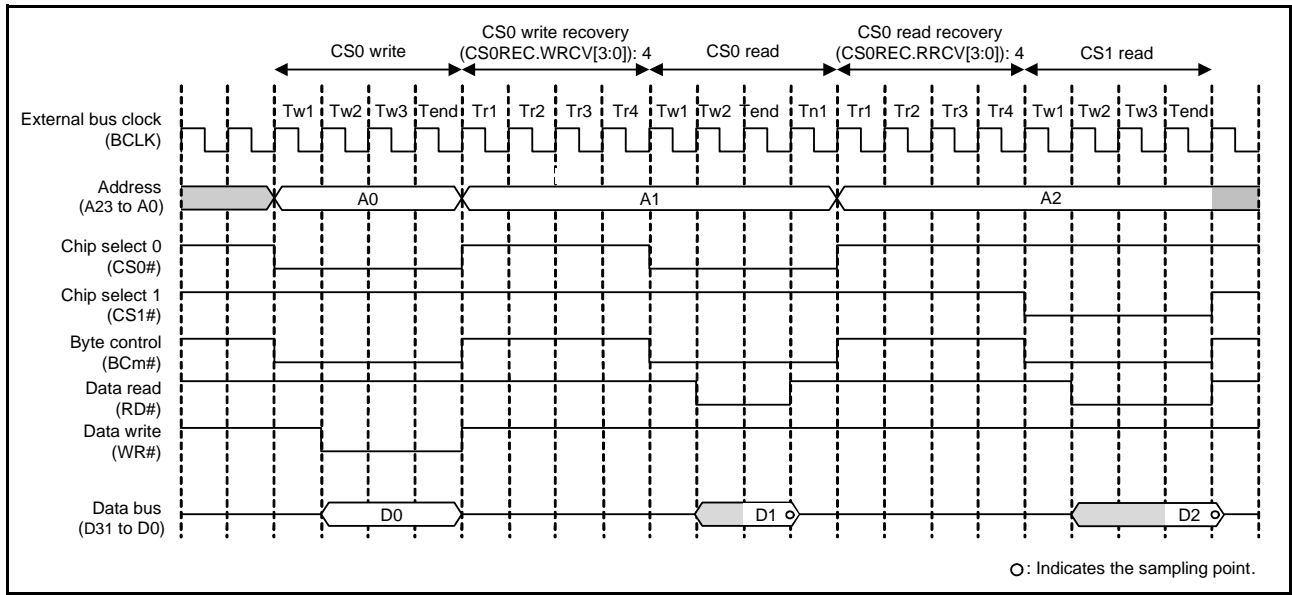 CS0 write recovery
CS0 read recovery
CS0 write (CS0REC.WRCV[3:0]): 4 CS0 read (CS0REC.RRCV[3:0]): 4 CS1 read
Tw1 Tw2 Tw3 Tend Tr1 Tr2 Tr3 Tr4 Tw1 Tw2 Tend Tn1 Tr1 Tr2 Tr3 Tr4 Tw1 Tw2 Tw3 Tend
External bus clock
(BCLK)
Address
(A23 to A0)
A0 A1 A2
Chip select 0
(CS0#)
Chip select 1
(CS1#)
Byte control
(BCm#)
Data read
(RD#)
Data write
(WR#)
Data bus
(D31 to D0)
D0 D1 D2
: Indicates the sampling point.